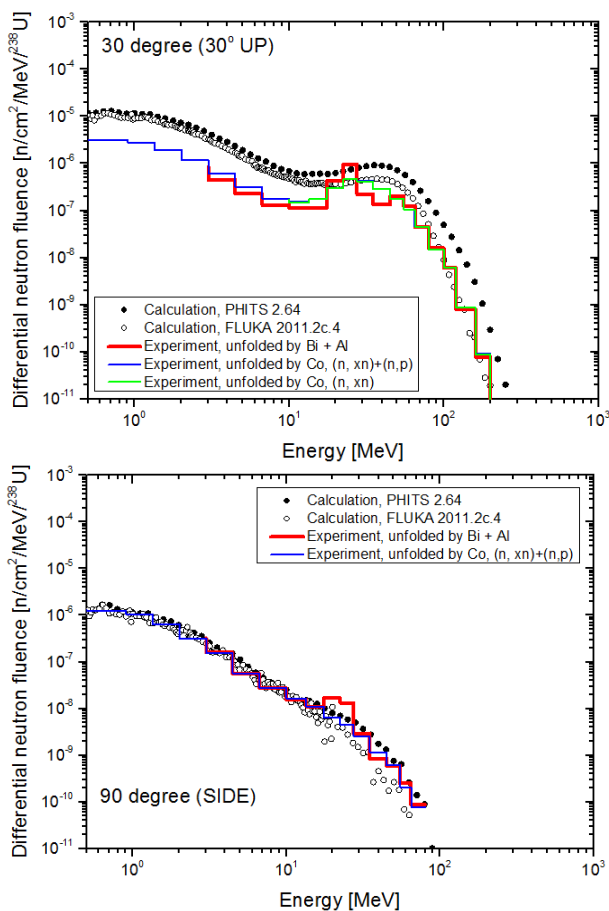 30 degree (30° UP)
Differential neutron fluence [n/cm²/MeV/²³⁸U]
10⁻³
10⁻⁴
10⁻⁵
10⁻⁶
10⁻⁷
10⁻⁸
10⁻⁹
10⁻¹⁰
10⁻¹¹
Calculation, PHITS 2.64
Calculation, FLUKA 2011.2c.4
Experiment, unfolded by Bi + Al
Experiment, unfolded by Co, (n, xn)+(n,p)
Experiment, unfolded by Co, (n, xn)
10⁰ 10¹ 10² 10³
Energy [MeV]
Differential neutron fluence [n/cm²/MeV/²³⁸U]
10⁻³
10⁻⁴
10⁻⁵
10⁻⁶
10⁻⁷
10⁻⁸
10⁻⁹
10⁻¹⁰
10⁻¹¹
Calculation, PHITS 2.64
Calculation, FLUKA 2011.2c.4
Experiment, unfolded by Bi + Al
Experiment, unfolded by Co, (n, xn)+(n,p)
90 degree (SIDE)
10⁰ 10¹ 10² 10³
Energy [MeV]